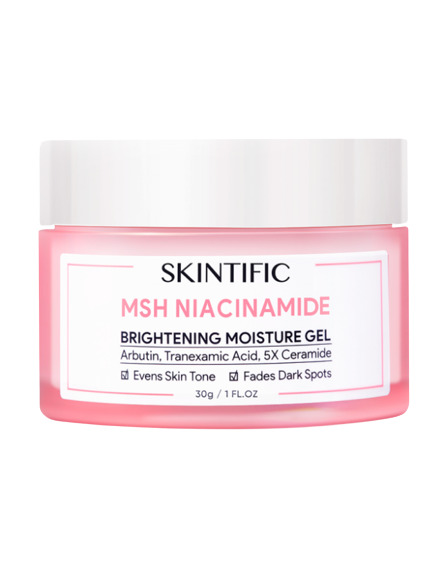 SKINTIFIC
MSH NIACINAMIDE
BRIGHTENING MOISTURE GEL
Arbutin, Tranexamic Acid, 5X Ceramide
☑ Evens Skin Tone ☑ Fades Dark Spots
30g / 1 FL.OZ